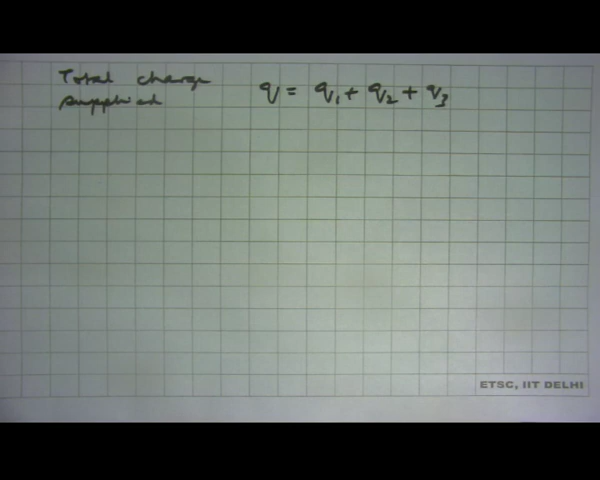 Total charge
supplied q = q₁ + q₂ + q₃
ETSC, IIT DELHI